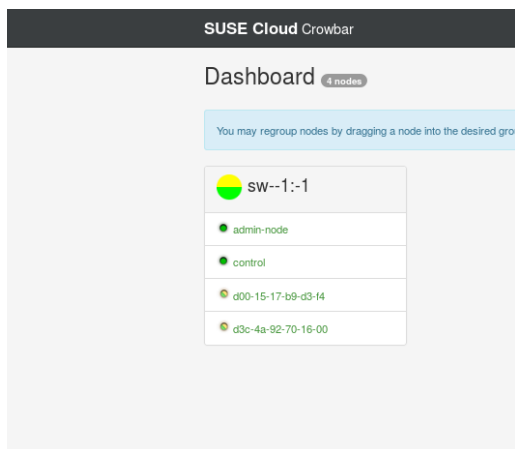 SUSE Cloud Crowbar
Dashboard 4 nodes
You may regroup nodes by dragging a node into the desired
sw--1:-1
admin-node
control
d00-15-17-b9-d3-f4
d3c-4a-92-70-16-00